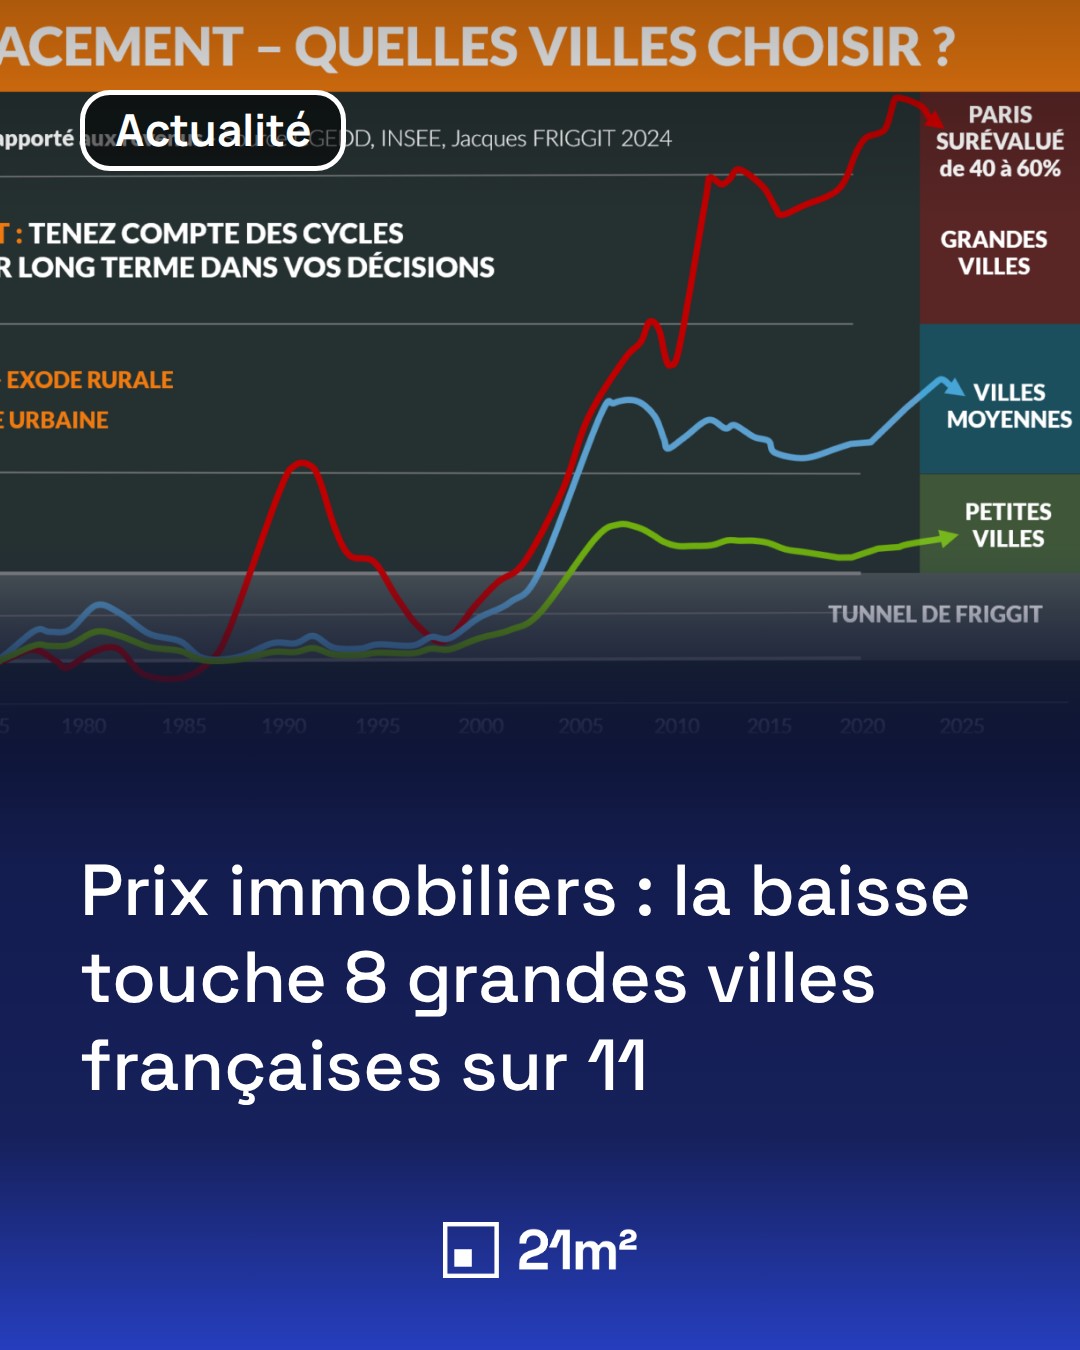 ACEMENT – QUELLES VILLES CHOISIR ?
Actualité
apporté aux GEDD, INSEE, Jacques FRIGGIT 2024
PARIS
SURÉVALUÉ
de 40 à 60%
T : TENEZ COMPTE DES CYCLES
R LONG TERME DANS VOS DÉCISIONS
GRANDES
VILLES
- EXODE RURALE
E URBAINE
VILLES
MOYENNES
PETITES
VILLES
TUNNEL DE FRIGGIT
5 1980 1985 1990 1995 2000 2005 2010 2015 2020 2025
Prix immobiliers : la baisse
touche 8 grandes villes
françaises sur 11
21m²